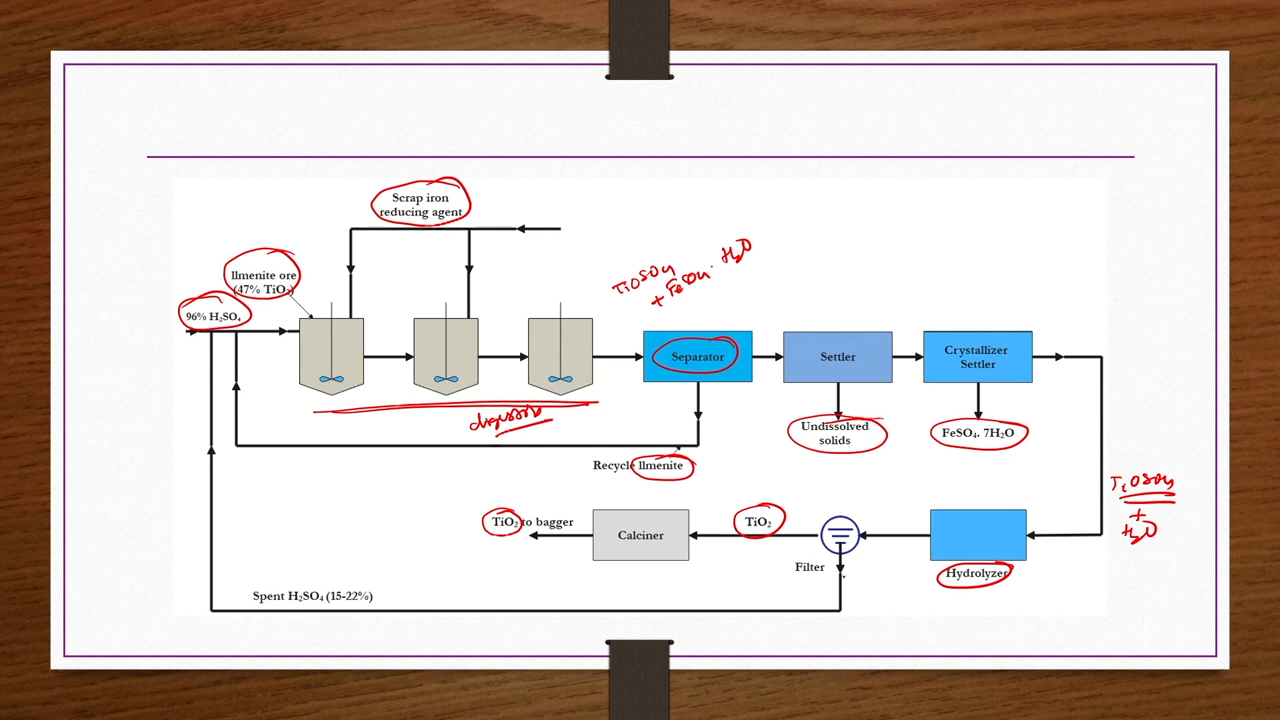 Scrap iron
reducing agent
Ilmenite ore
(47% TiO₂)
96% H₂SO₄
TiOSO4
+ FeSO4. H2O
Separator
Settler
Crystallizer
Settler
digestor
Undissolved
solids
FeSO₄. 7H₂O
Recycle Ilmenite
TiOSO4
+
H2O
TiO₂ to bagger
Calciner
TiO₂
Filter
Hydrolyzer
Spent H₂SO₄ (15-22%)